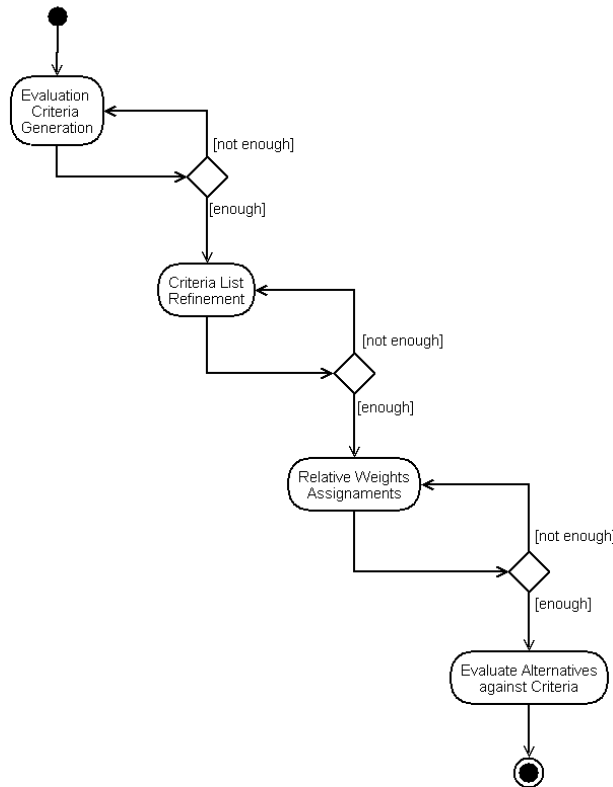 Evaluation
Criteria
Generation
[not enough]
[enough]
Criteria List
Refinement
[not enough]
[enough]
Relative Weights
Assignaments
[not enough]
[enough]
Evaluate Alternatives
against Criteria